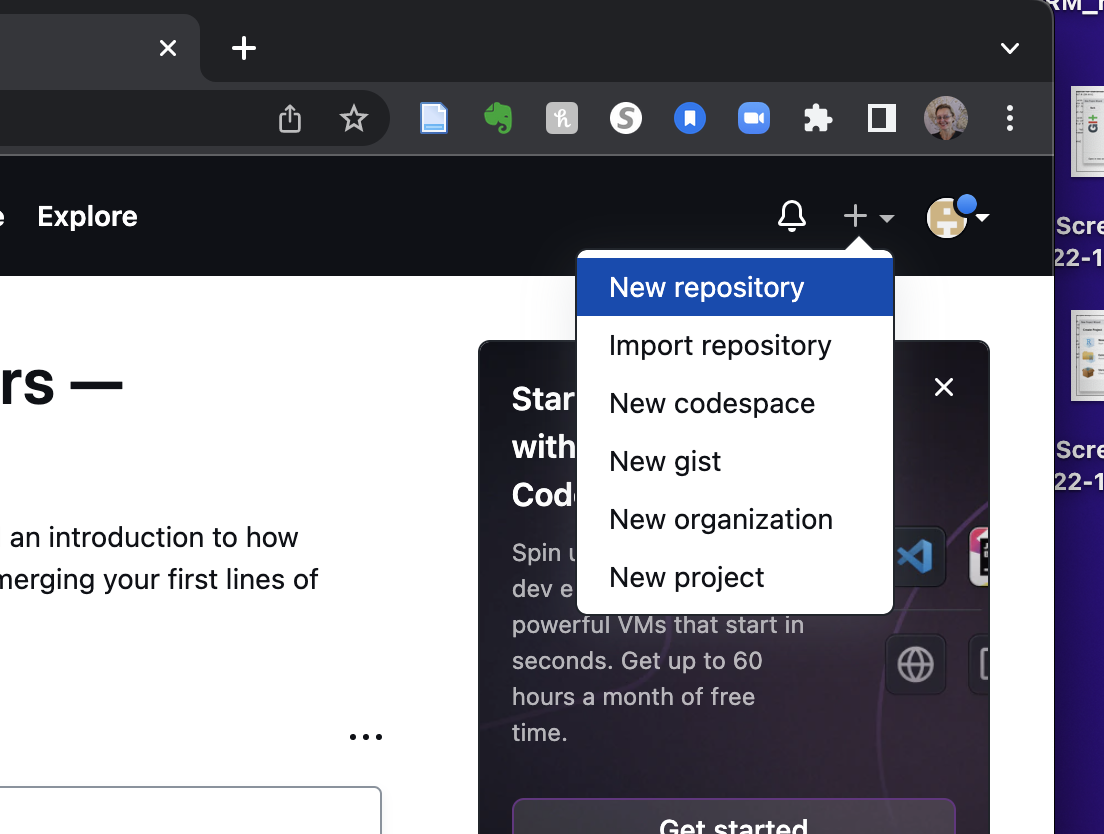 Explore
New repository
Import repository
New codespace
New gist
New organization
New project
rs —
an introduction to how
merging your first lines of
Star
with
Cod
Spin u
dev e
powerful VMs that start in
seconds. Get up to 60
hours a month of free
time.
Get started
Scre
22-1
Scre
22-1